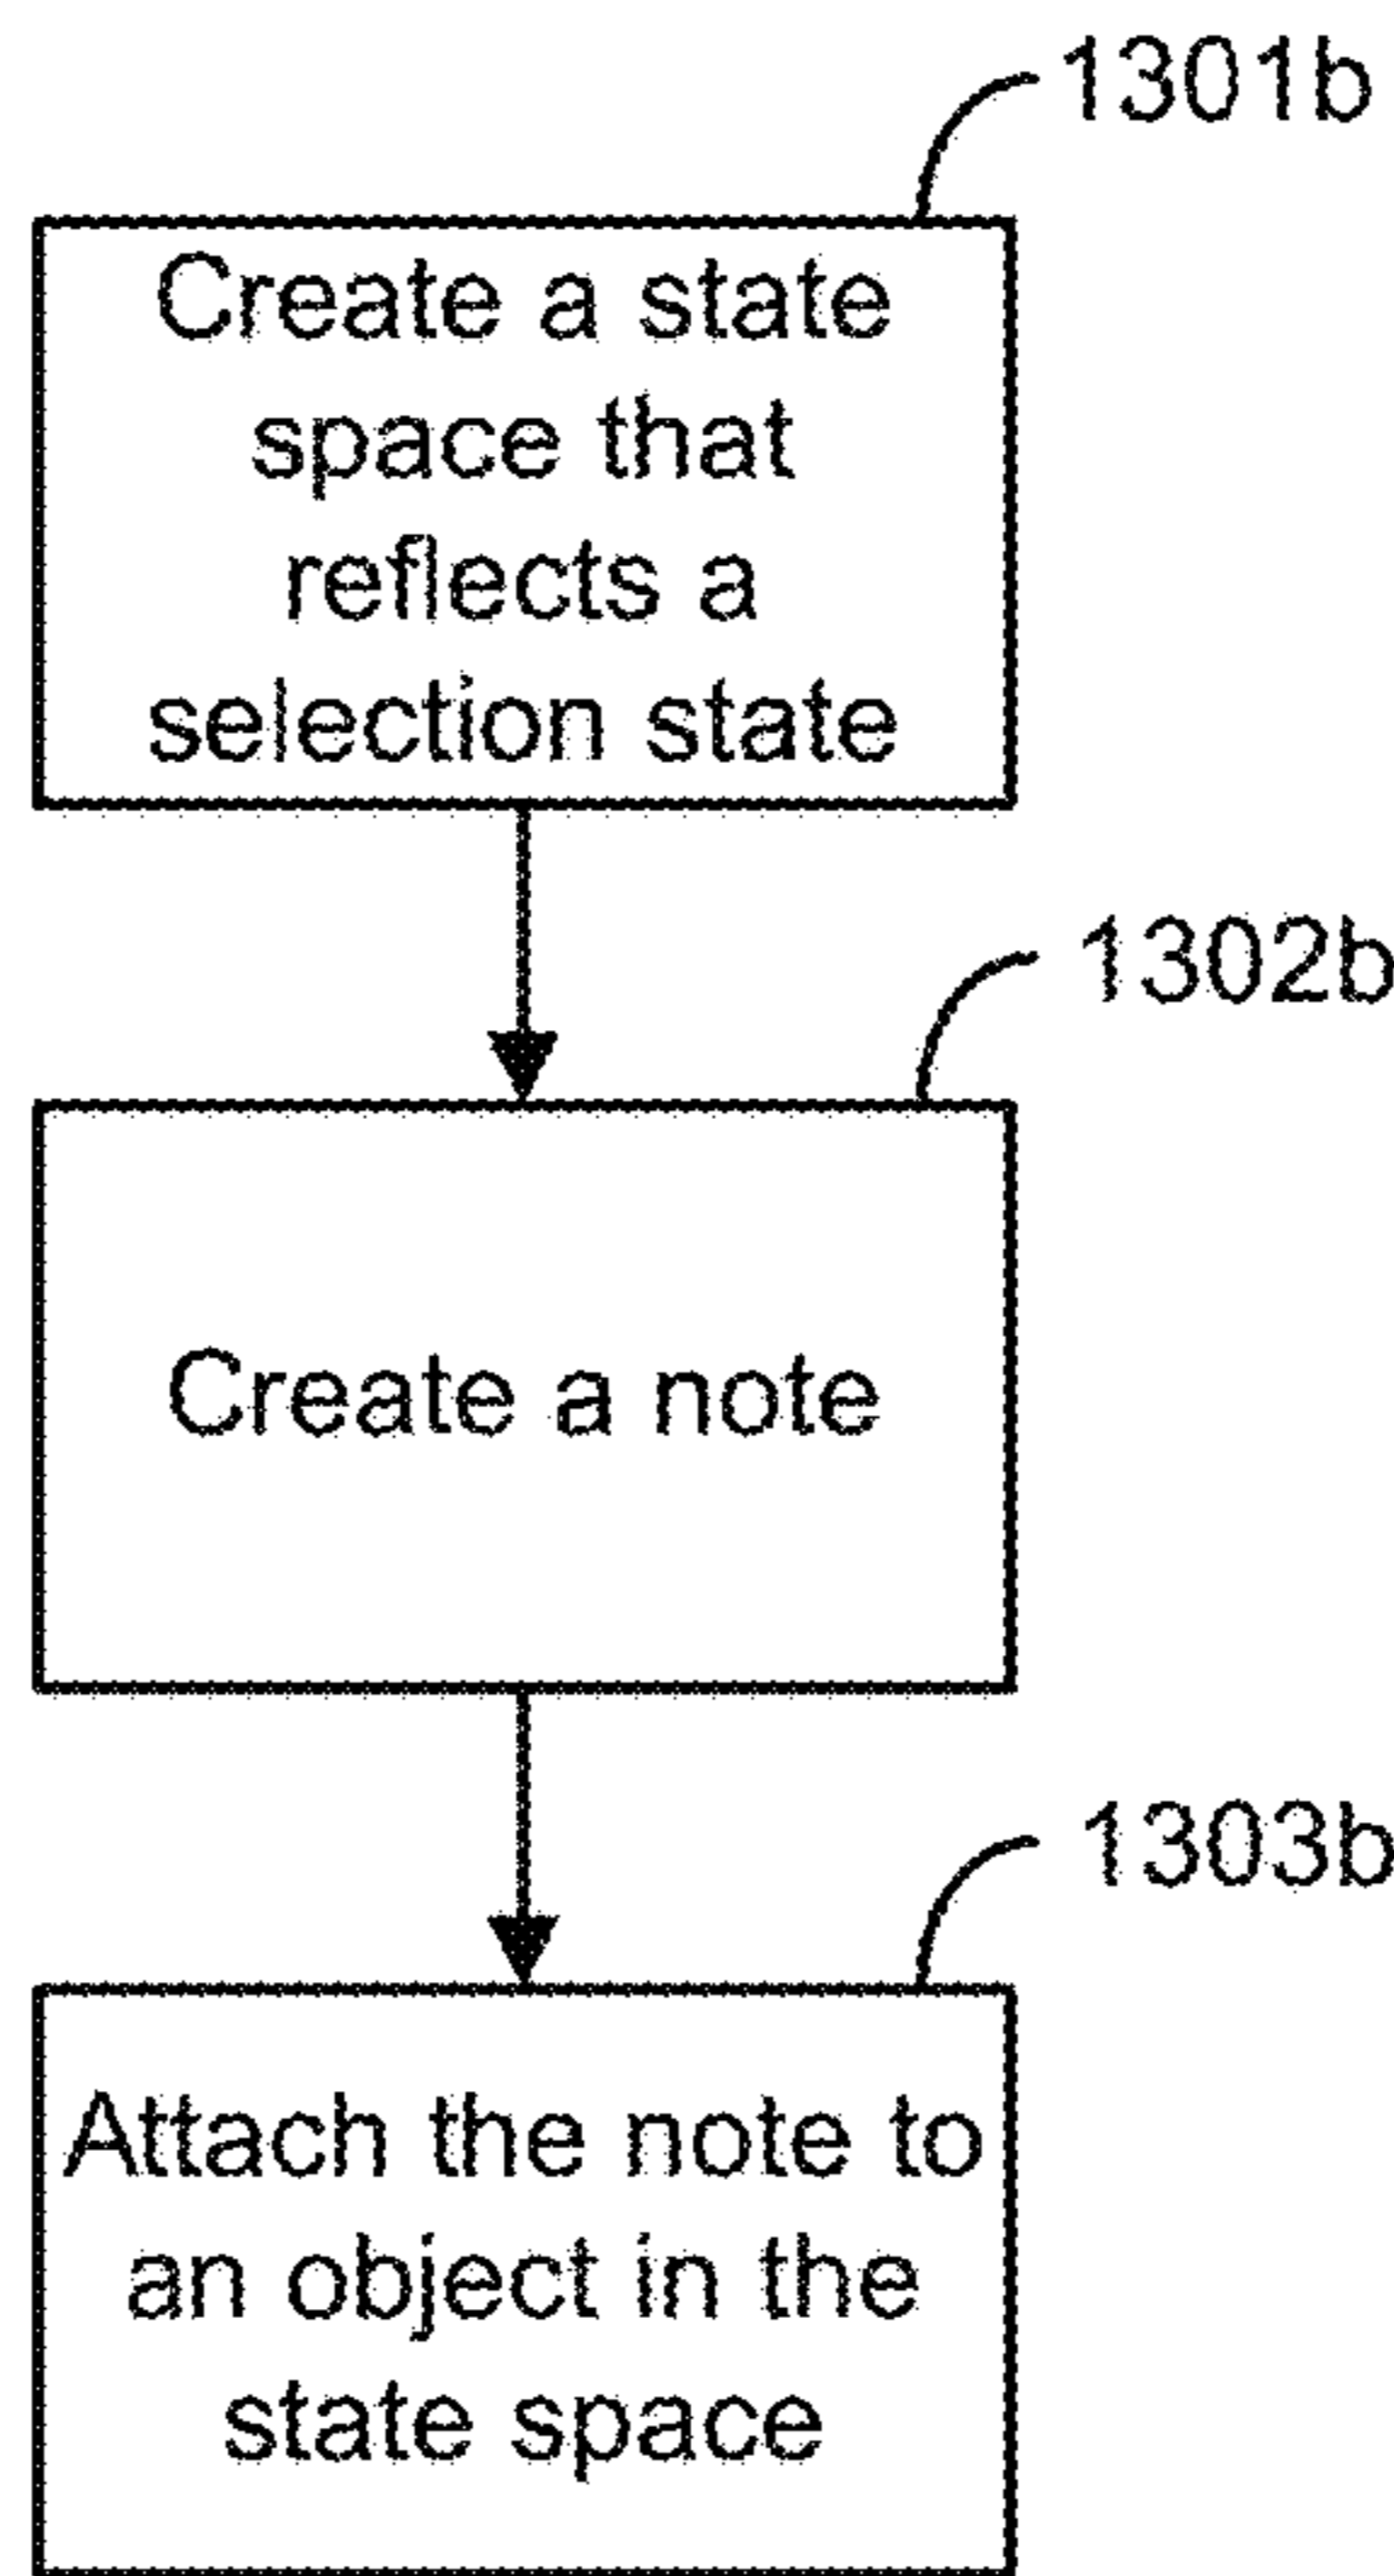 1301b
Create a state
space that
reflects a
selection state
1302b
Create a note
1303b
Attach the note to
an object in the
state space